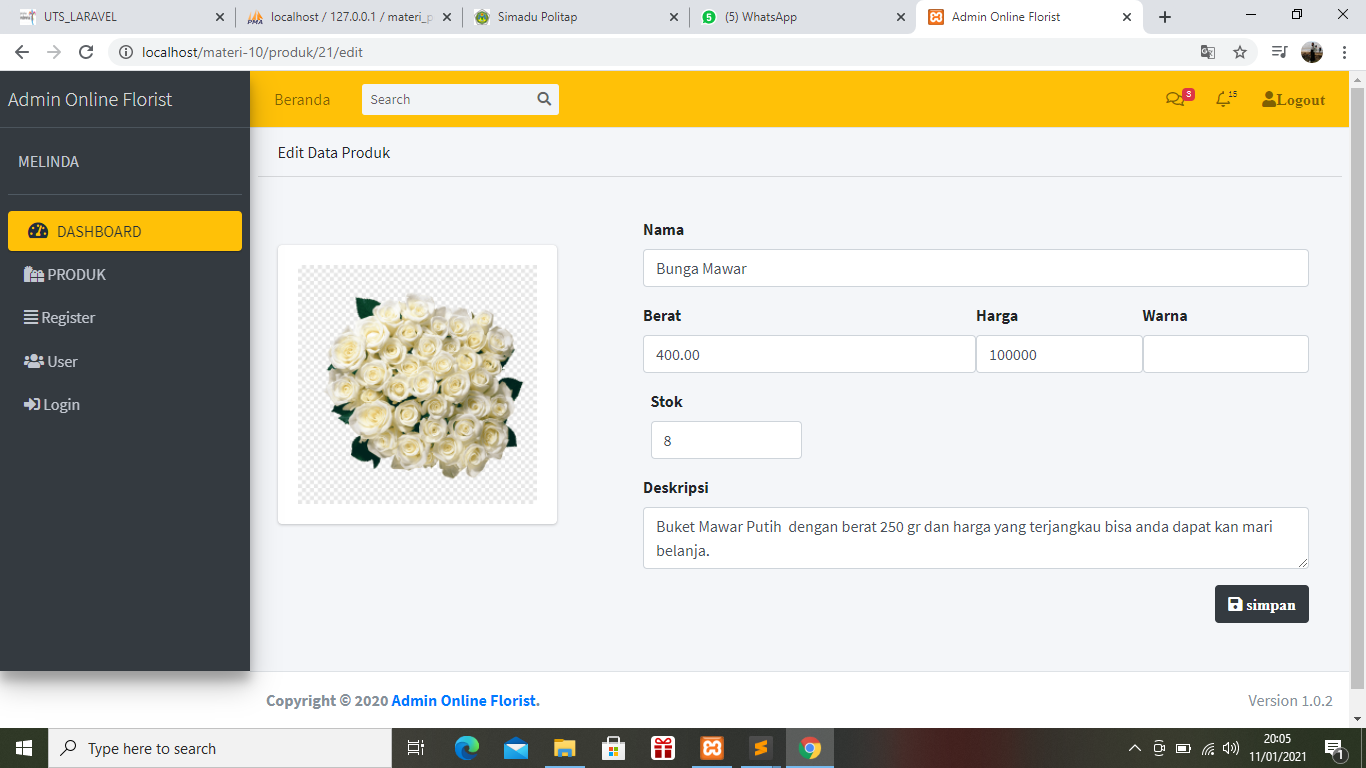 UTS_LARAVEL
localhost / 127.0.0.1 / materi_p
Simadu Politap
(5) WhatsApp
Admin Online Florist
localhost/materi-10/produk/21/edit
Admin Online Florist
Beranda
Search
3
15
Logout
Edit Data Produk
MELINDA
DASHBOARD
PRODUK
Register
User
Login
Nama
Bunga Mawar
Berat Harga Warna
400.00 100000
Stok
8
Deskripsi
Buket Mawar Putih dengan berat 250 gr dan harga yang terjangkau bisa anda dapat kan mari
belanja.
simpan
Copyright © 2020 Admin Online Florist.
Version 1.0.2
Type here to search
20:05
11/01/2021
1